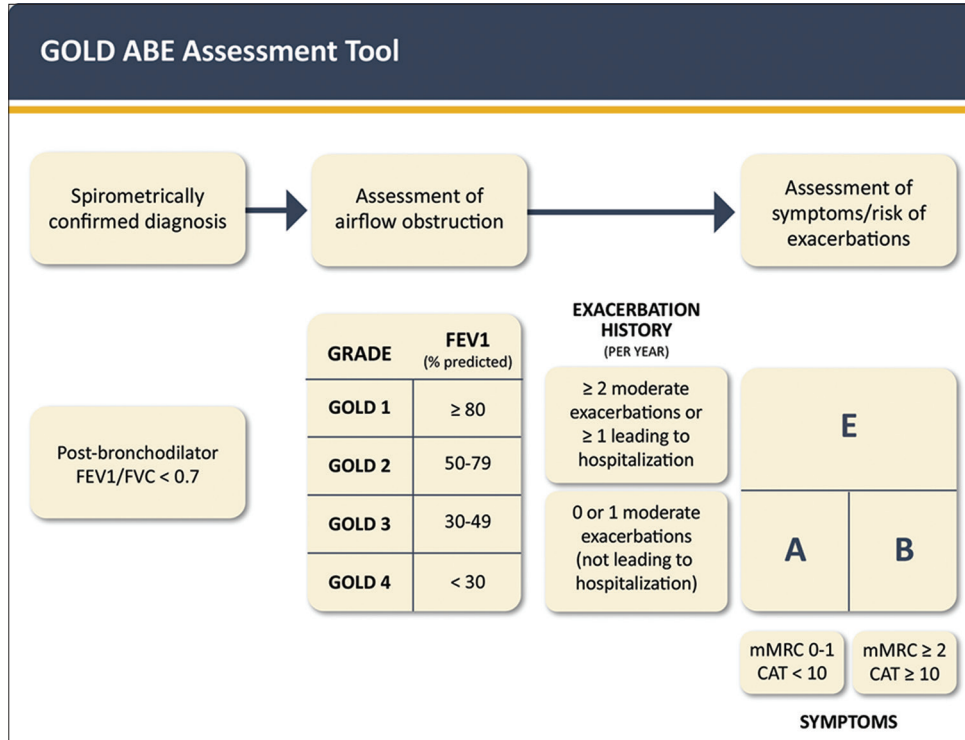 GOLD ABE Assessment Tool
Spirometrically
confirmed diagnosis
Assessment of
airflow obstruction
Assessment of
symptoms/risk of
exacerbations
Post-bronchodilator
FEV1/FVC < 0.7
GRADE
FEV1
(% predicted)
GOLD 1
≥ 80
GOLD 2
50-79
GOLD 3
30-49
GOLD 4
< 30
EXACERBATION
HISTORY
(PER YEAR)
≥ 2 moderate
exacerbations or
≥ 1 leading to
hospitalization
0 or 1 moderate
exacerbations
(not leading to
hospitalization)
E
A
B
mMRC 0-1
CAT < 10
mMRC ≥ 2
CAT ≥ 10
SYMPTOMS